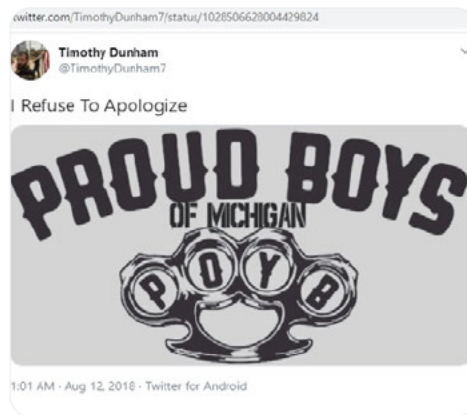 twitter.com/TimothyDunham7/status/1028506628004429824
Timothy Dunham
@TimothyDunham7
I Refuse To Apologize
PROUD BOYS
OF MICHIGAN
P O Y B
1:01 AM · Aug 12, 2018 · Twitter for Android